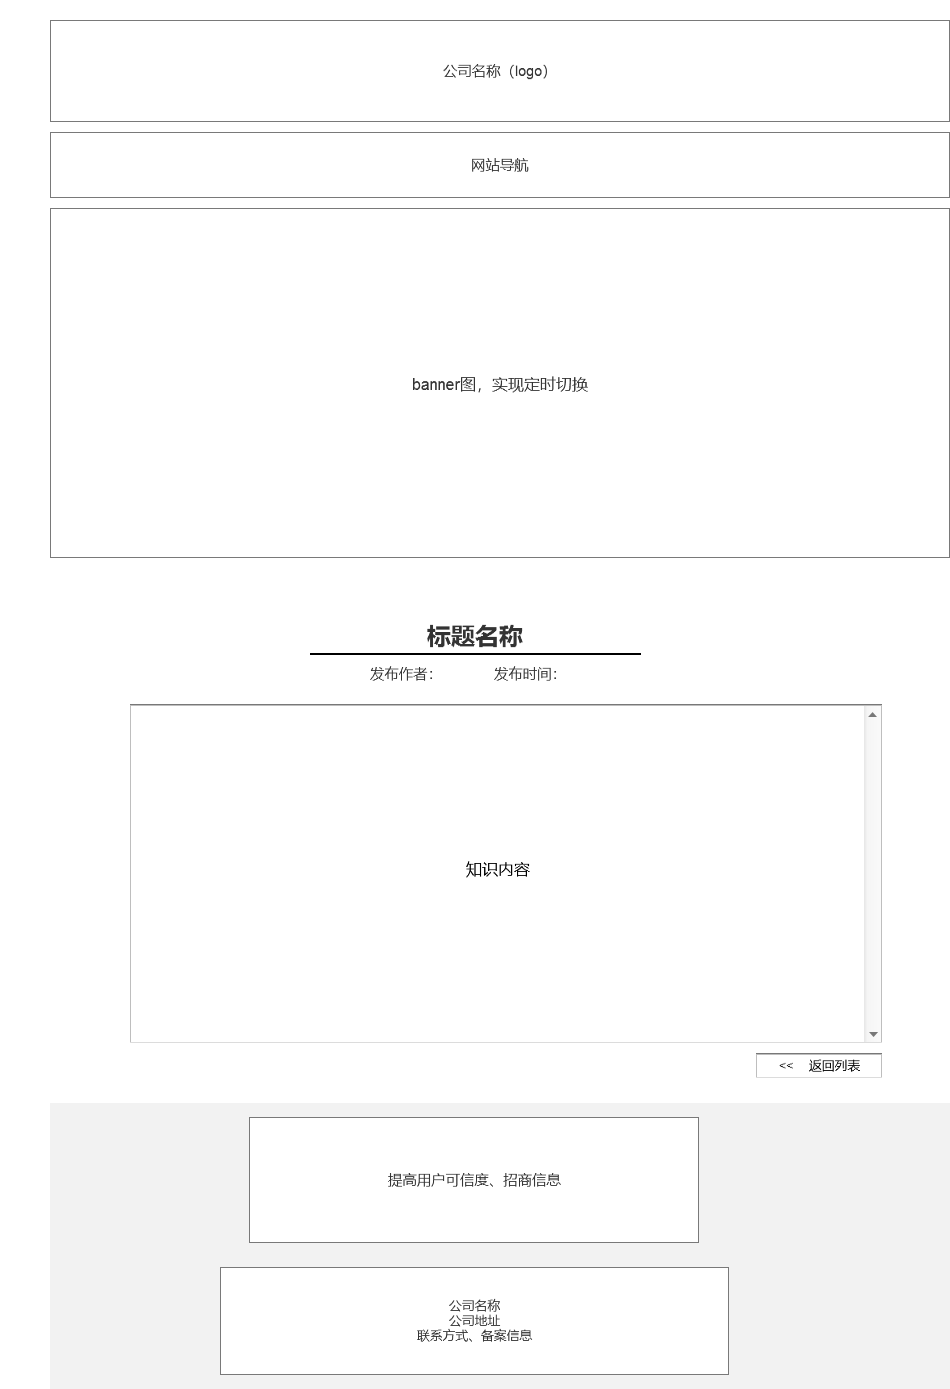 公司名称（logo）
网站导航
banner图，实现定时切换
标题名称
发布作者： 发布时间：
知识内容
<< 返回列表
提高用户可信度、招商信息
公司名称
公司地址
联系方式、备案信息